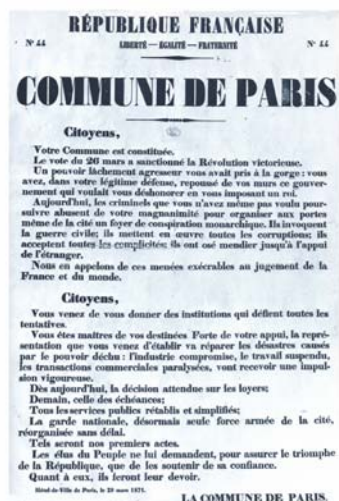 RÉPUBLIQUE FRANÇAISE
N° 44 LIBERTÉ — ÉGALITÉ — FRATERNITÉ N° 44
COMMUNE DE PARIS
Citoyens,
Votre Commune est constituée.
Le vote du 26 mars a sanctionné la Révolution victorieuse.
Un pouvoir lâchement agresseur vous avait pris à la gorge : vous
avez, dans votre légitime défense, repoussé de vos murs ce gouver-
nement qui voulait vous déshonorer en vous imposant un roi.
Aujourd'hui, les criminels que vous n'avez même pas voulu pour-
suivre abusent de votre magnanimité pour organiser aux portes
même de la cité un foyer de conspiration monarchique. Ils invoquent
la guerre civile; ils mettent en œuvre toutes les corruptions; ils
acceptent toutes les complicités; ils ont osé mendier jusqu'à l'appui
de l'étranger.
Nous en appelons de ces menées exécrables au jugement de la
France et du monde.
Citoyens,
Vous venez de vous donner des institutions qui défient toutes les
tentatives.
Vous êtes maîtres de vos destinées Forte de votre appui, la repré-
sentation que vous venez d'établir va réparer les désastres causés
par le pouvoir déchu : l'industrie compromise, le travail suspendu,
les transactions commerciales paralysées, vont recevoir une impul-
sion vigoureuse.
Dès aujourd'hui, la décision attendue sur les loyers;
Demain, celle des échéances;
Tous les services publics rétablis et simplifiés;
La garde nationale, désormais seule force armée de la cité,
réorganisée sans délai.
Tels seront nos premiers actes.
Les élus du Peuple ne lui demandent, pour assurer le triomphe
de la République, que de les soutenir de sa confiance.
Quant à eux, ils feront leur devoir.
Hôtel-de-Ville de Paris, le 29 mars 1871.
LA COMMUNE DE PARIS.